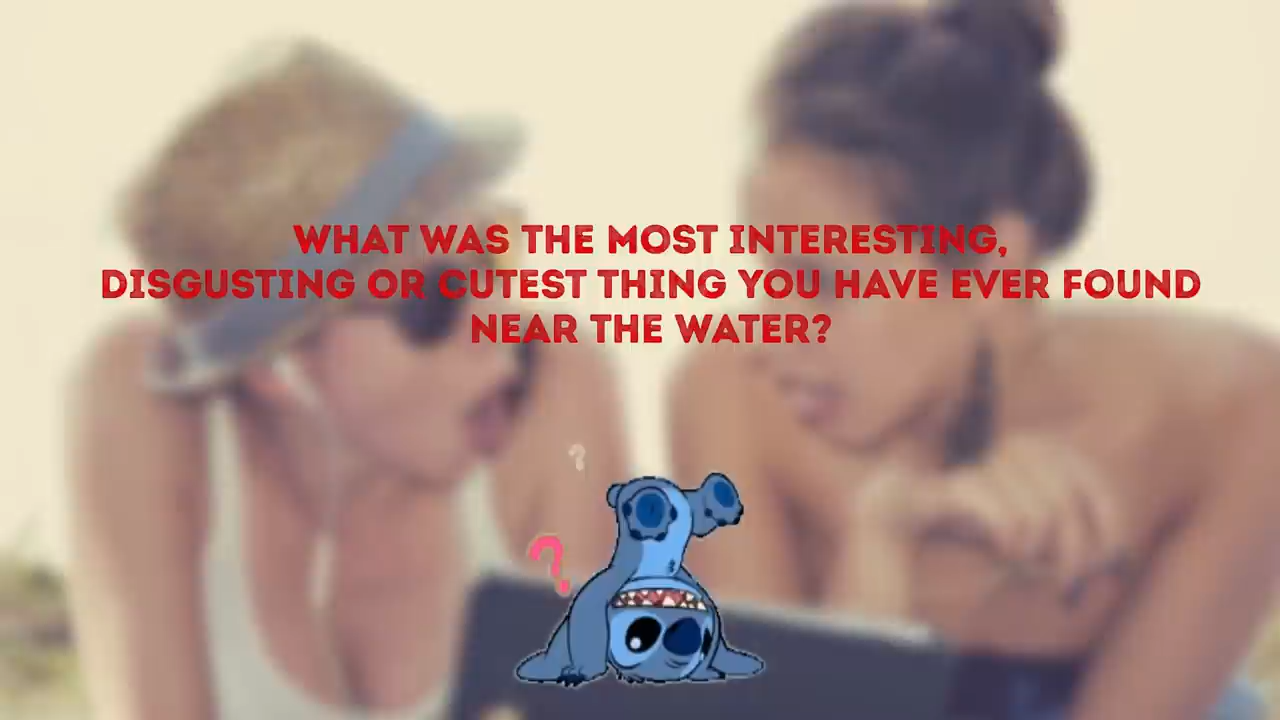 WHAT WAS THE MOST INTERESTING,
DISGUSTING OR CUTEST THING YOU HAVE EVER FOUND
NEAR THE WATER?
?
?